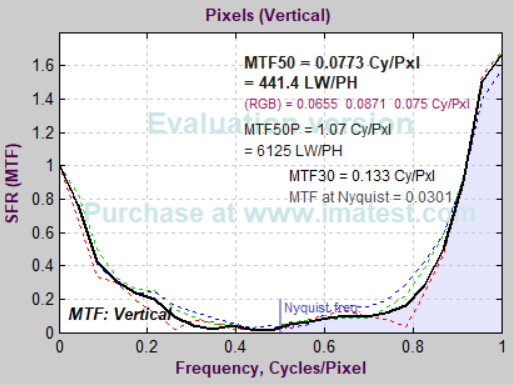 Pixels (Vertical)
MTF50 = 0.0773 Cy/Pxl
= 441.4 LW/PH
(RGB) = 0.0655 0.0871 0.075 Cy/Pxl
Evaluation version
MTF50P = 1.07 Cy/Pxl
= 6125 LW/PH
MTF30 = 0.133 Cy/Pxl
MTF at Nyquist = 0.0301
Purchase at www.imatest.com
SFR (MTF)
1.6
1.4
1.2
1
0.8
0.6
0.4
0.2
0
Nyquist freq
MTF: Vertical
0 0.2 0.4 0.6 0.8 1
Frequency, Cycles/Pixel